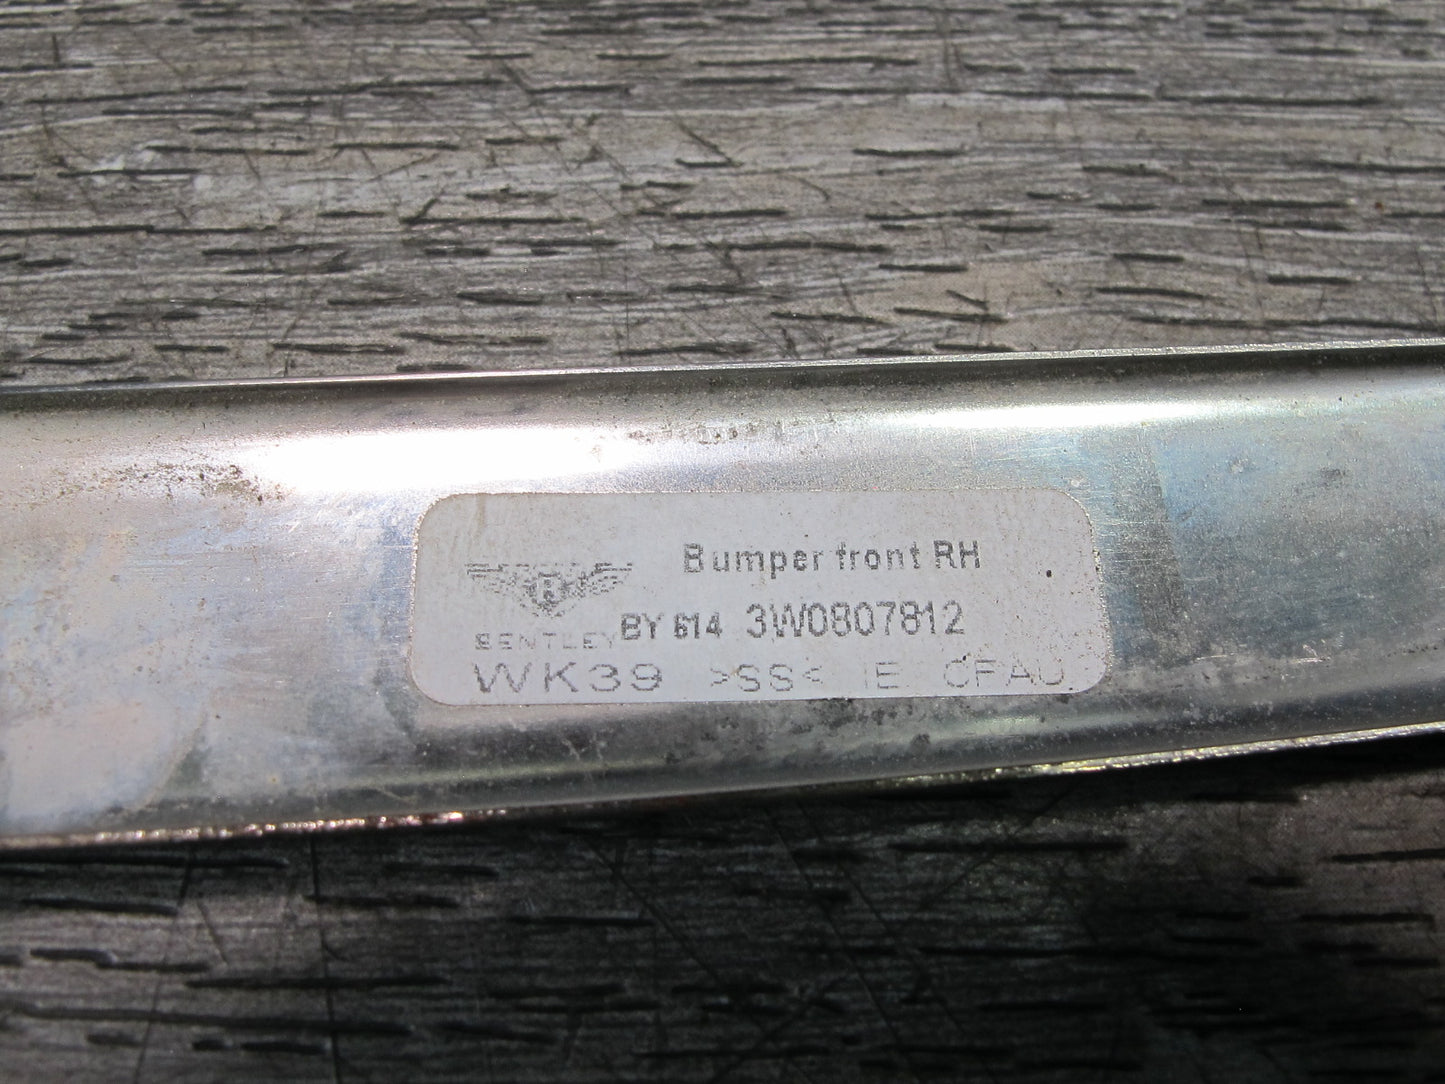 Bumper front RH
BENTLEY BY 614 3W0807812
WK39 >SS< IE CFAU